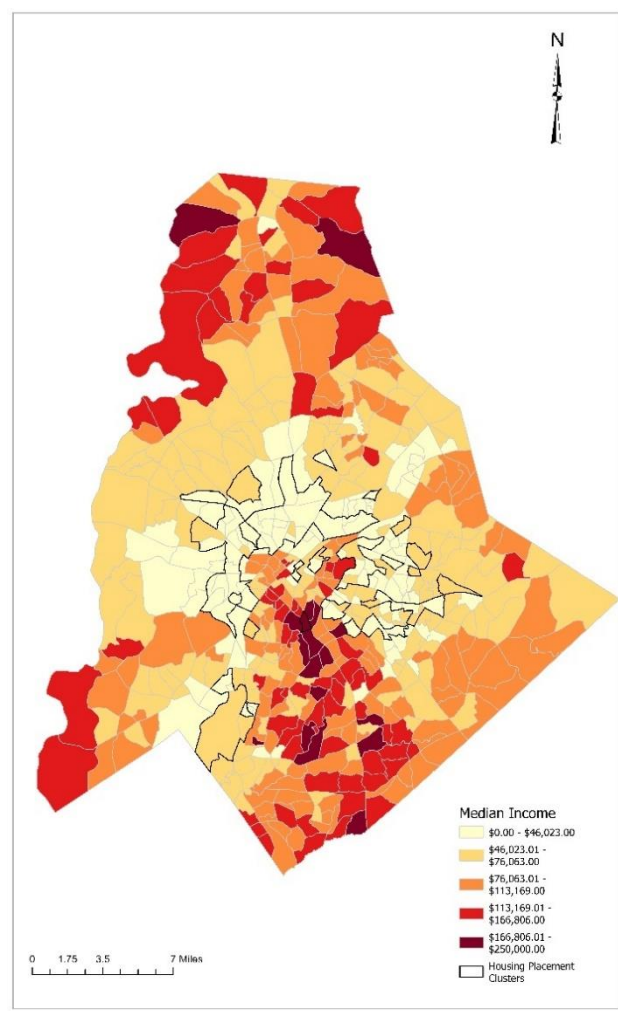 N
Median Income
$0.00 - $46,023.00
$46,023.01 -
$76,063.00
$76,063.01 -
$113,169.00
$113,169.01 -
$166,806.00
$166,806.01 -
$250,000.00
Housing Placement
Clusters
0 1.75 3.5 7 Miles